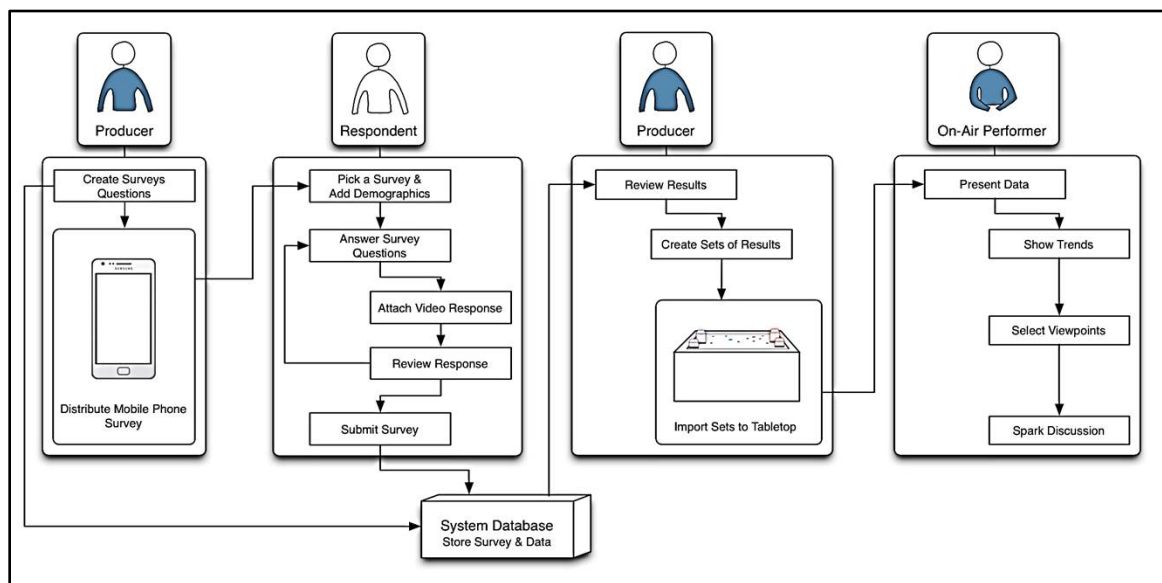 Producer
Create Surveys
Questions
SAMSUNG
Distribute Mobile Phone
Survey
Respondent
Pick a Survey &
Add Demographics
Answer Survey
Questions
Attach Video Response
Review Response
Submit Survey
System Database
Store Survey & Data
Producer
Review Results
Create Sets of Results
Import Sets to Tabletop
On-Air Performer
Present Data
Show Trends
Select Viewpoints
Spark Discussion